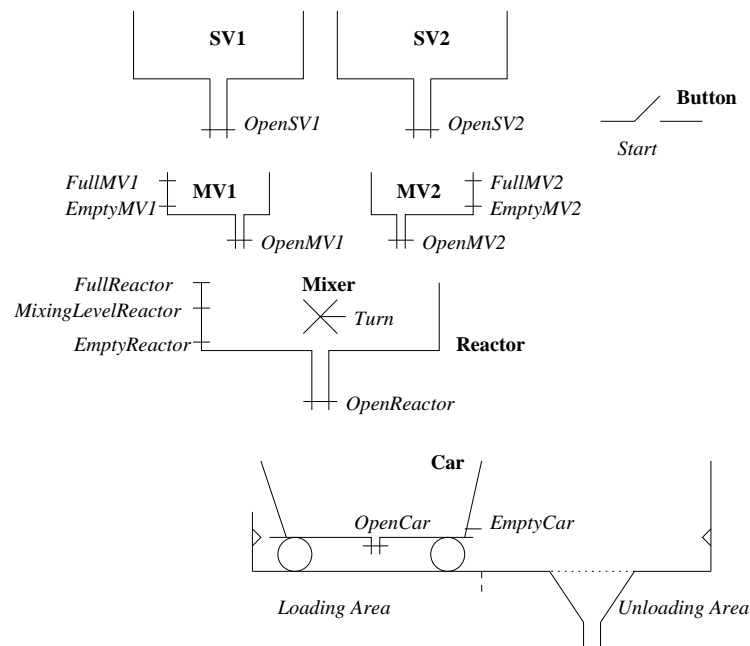 SV1
SV2
Button
OpenSV1
OpenSV2
Start
FullMV1
MV1
MV2
FullMV2
EmptyMV1
EmptyMV2
OpenMV1
OpenMV2
FullReactor
Mixer
MixingLevelReactor
Turn
EmptyReactor
Reactor
OpenReactor
Car
OpenCar
EmptyCar
Loading Area
Unloading Area